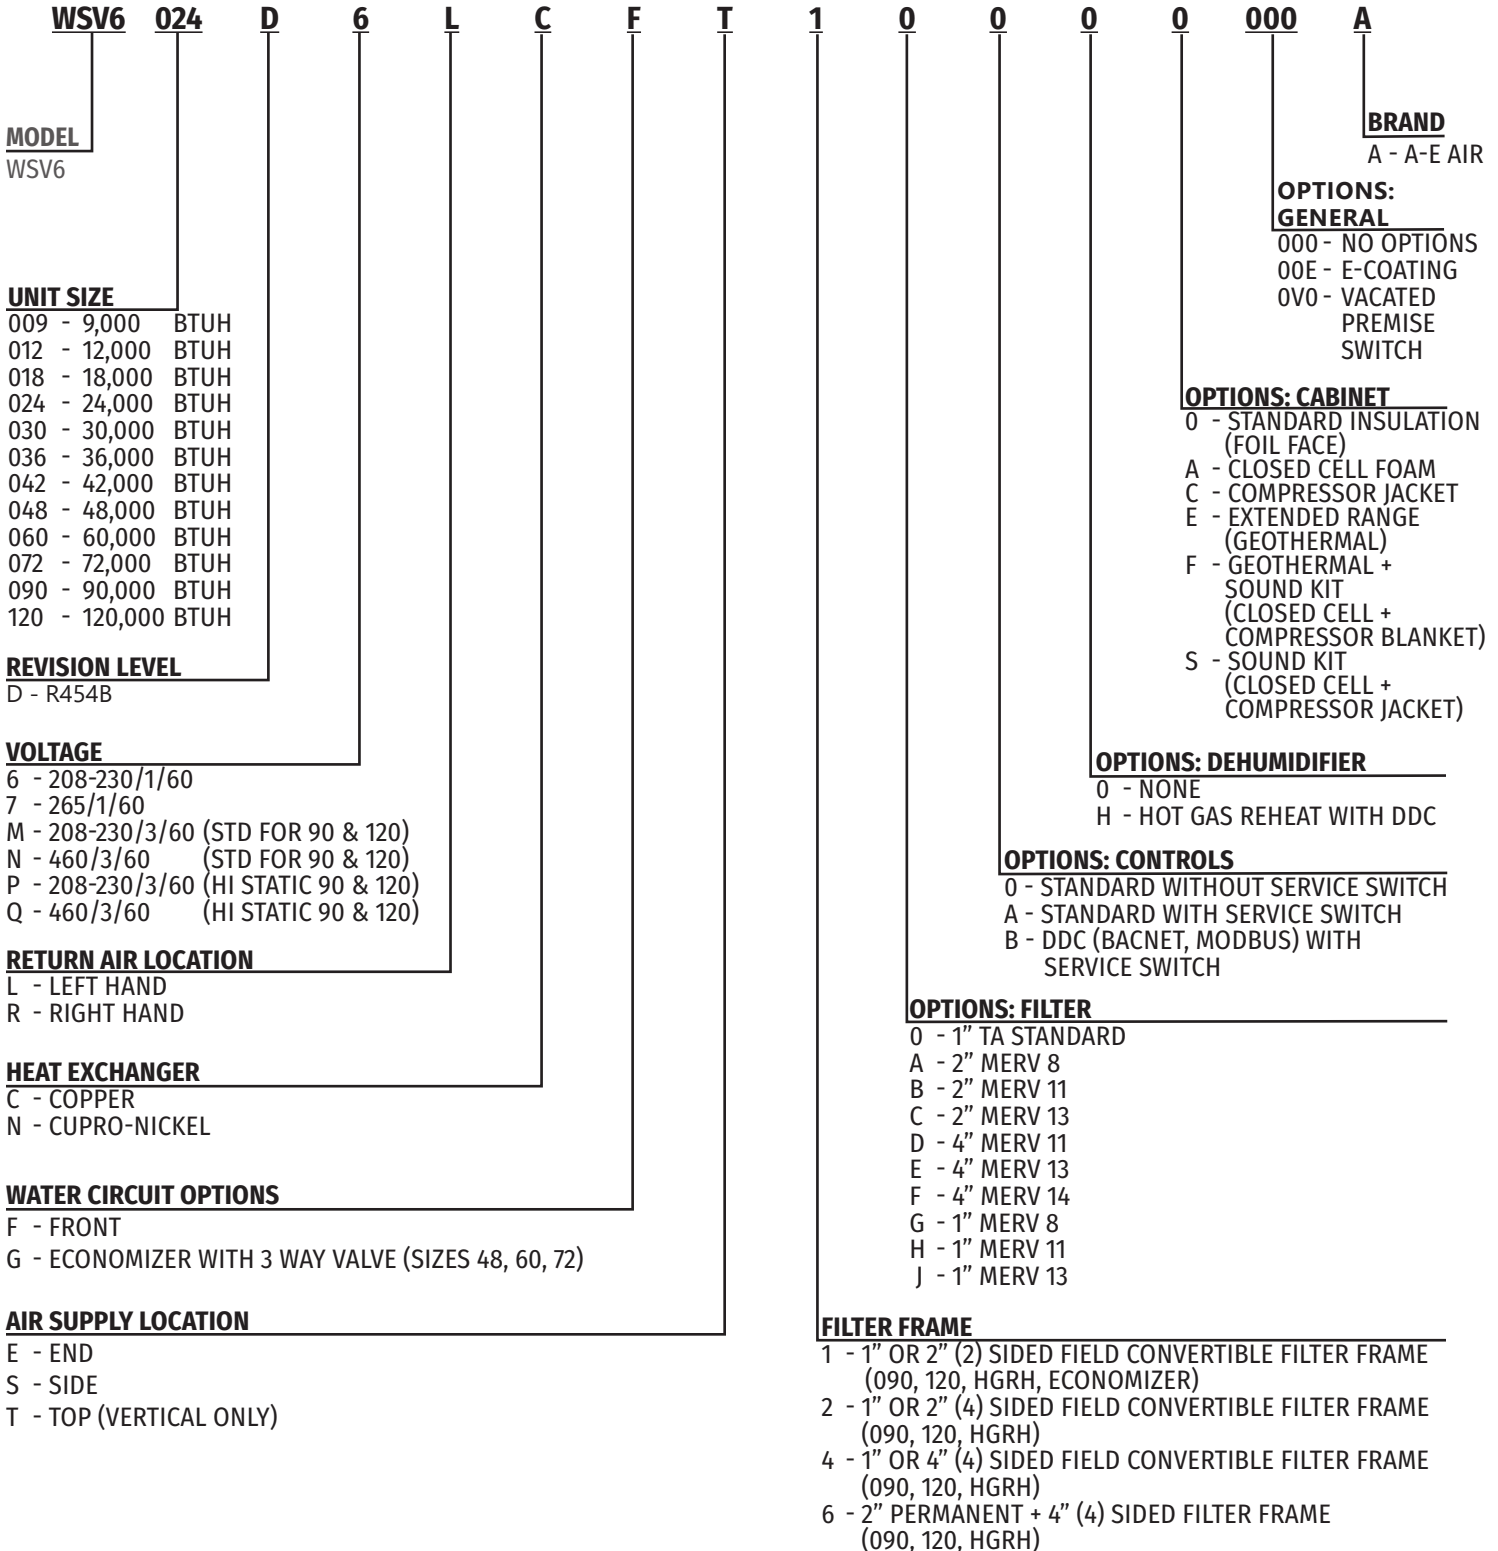 WSV6 024 D 6 L C F T 1 0 0 0 0 000 A
MODEL
WSV6
UNIT SIZE
009 - 9,000 BTUH
012 - 12,000 BTUH
018 - 18,000 BTUH
024 - 24,000 BTUH
030 - 30,000 BTUH
036 - 36,000 BTUH
042 - 42,000 BTUH
048 - 48,000 BTUH
060 - 60,000 BTUH
072 - 72,000 BTUH
090 - 90,000 BTUH
120 - 120,000 BTUH
REVISION LEVEL
D - R454B
VOLTAGE
6 - 208-230/1/60
7 - 265/1/60
M - 208-230/3/60 (STD FOR 90 & 120)
N - 460/3/60 (STD FOR 90 & 120)
P - 208-230/3/60 (HI STATIC 90 & 120)
Q - 460/3/60 (HI STATIC 90 & 120)
RETURN AIR LOCATION
L - LEFT HAND
R - RIGHT HAND
HEAT EXCHANGER
C - COPPER
N - CUPRO-NICKEL
WATER CIRCUIT OPTIONS
F - FRONT
G - ECONOMIZER WITH 3 WAY VALVE (SIZES 48, 60, 72)
AIR SUPPLY LOCATION
E - END
S - SIDE
T - TOP (VERTICAL ONLY)
BRAND
A - A-E AIR
OPTIONS:
GENERAL
000 - NO OPTIONS
00E - E-COATING
0V0 - VACATED
PREMISE
SWITCH
OPTIONS: CABINET
0 - STANDARD INSULATION
(FOIL FACE)
A - CLOSED CELL FOAM
C - COMPRESSOR JACKET
E - EXTENDED RANGE
(GEOTHERMAL)
F - GEOTHERMAL +
SOUND KIT
(CLOSED CELL +
COMPRESSOR BLANKET)
S - SOUND KIT
(CLOSED CELL +
COMPRESSOR JACKET)
OPTIONS: DEHUMIDIFIER
0 - NONE
H - HOT GAS REHEAT WITH DDC
OPTIONS: CONTROLS
0 - STANDARD WITHOUT SERVICE SWITCH
A - STANDARD WITH SERVICE SWITCH
B - DDC (BACNET, MODBUS) WITH
SERVICE SWITCH
OPTIONS: FILTER
0 - 1” TA STANDARD
A - 2” MERV 8
B - 2” MERV 11
C - 2” MERV 13
D - 4” MERV 11
E - 4” MERV 13
F - 4” MERV 14
G - 1” MERV 8
H - 1” MERV 11
J - 1” MERV 13
FILTER FRAME
1 - 1” OR 2” (2) SIDED FIELD CONVERTIBLE FILTER FRAME
(090, 120, HGRH, ECONOMIZER)
2 - 1” OR 2” (4) SIDED FIELD CONVERTIBLE FILTER FRAME
(090, 120, HGRH)
4 - 1” OR 4” (4) SIDED FIELD CONVERTIBLE FILTER FRAME
(090, 120, HGRH)
6 - 2” PERMANENT + 4” (4) SIDED FILTER FRAME
(090, 120, HGRH)